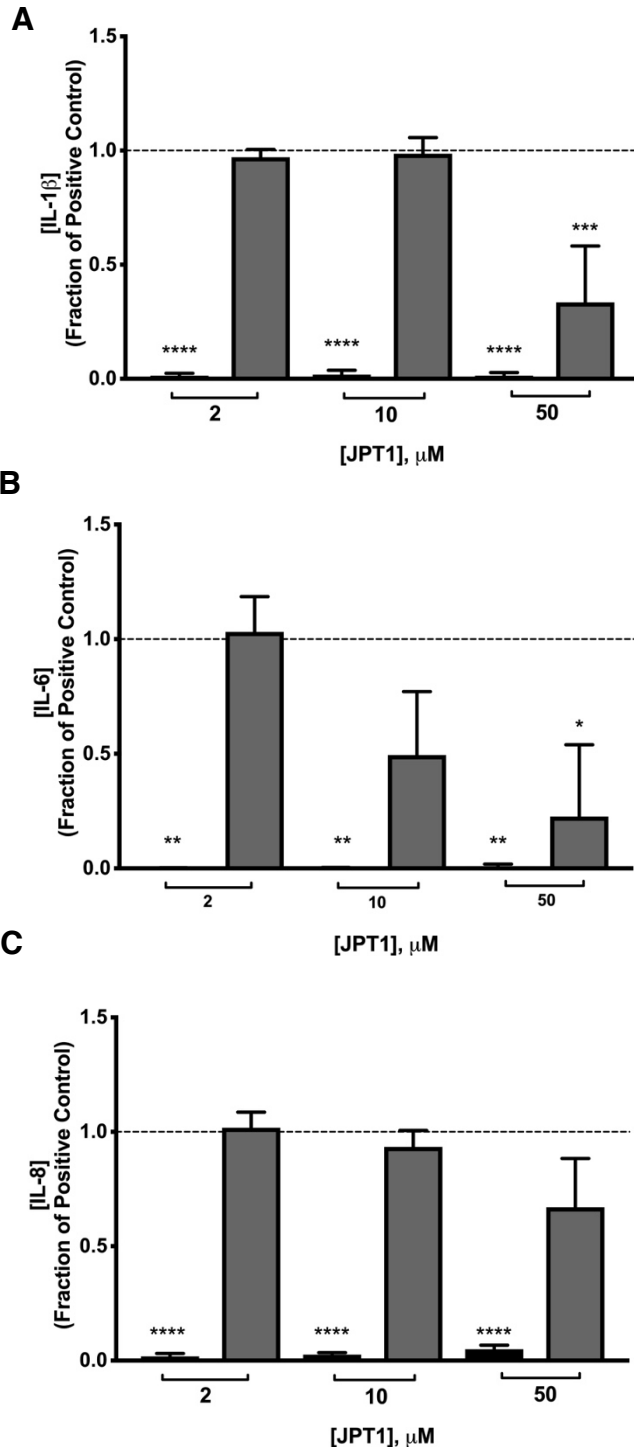 A
1.5
1.0
0.5
0.0
[IL-1β]
(Fraction of Positive Control)
****
****
****
***
2
10
50
[JPT1], μM
B
1.5
1.0
0.5
0.0
[IL-6]
(Fraction of Positive Control)
**
**
**
*
2
10
50
[JPT1], μM
C
1.5
1.0
0.5
0.0
[IL-8]
(Fraction of Positive Control)
****
****
****
2
10
50
[JPT1], μM